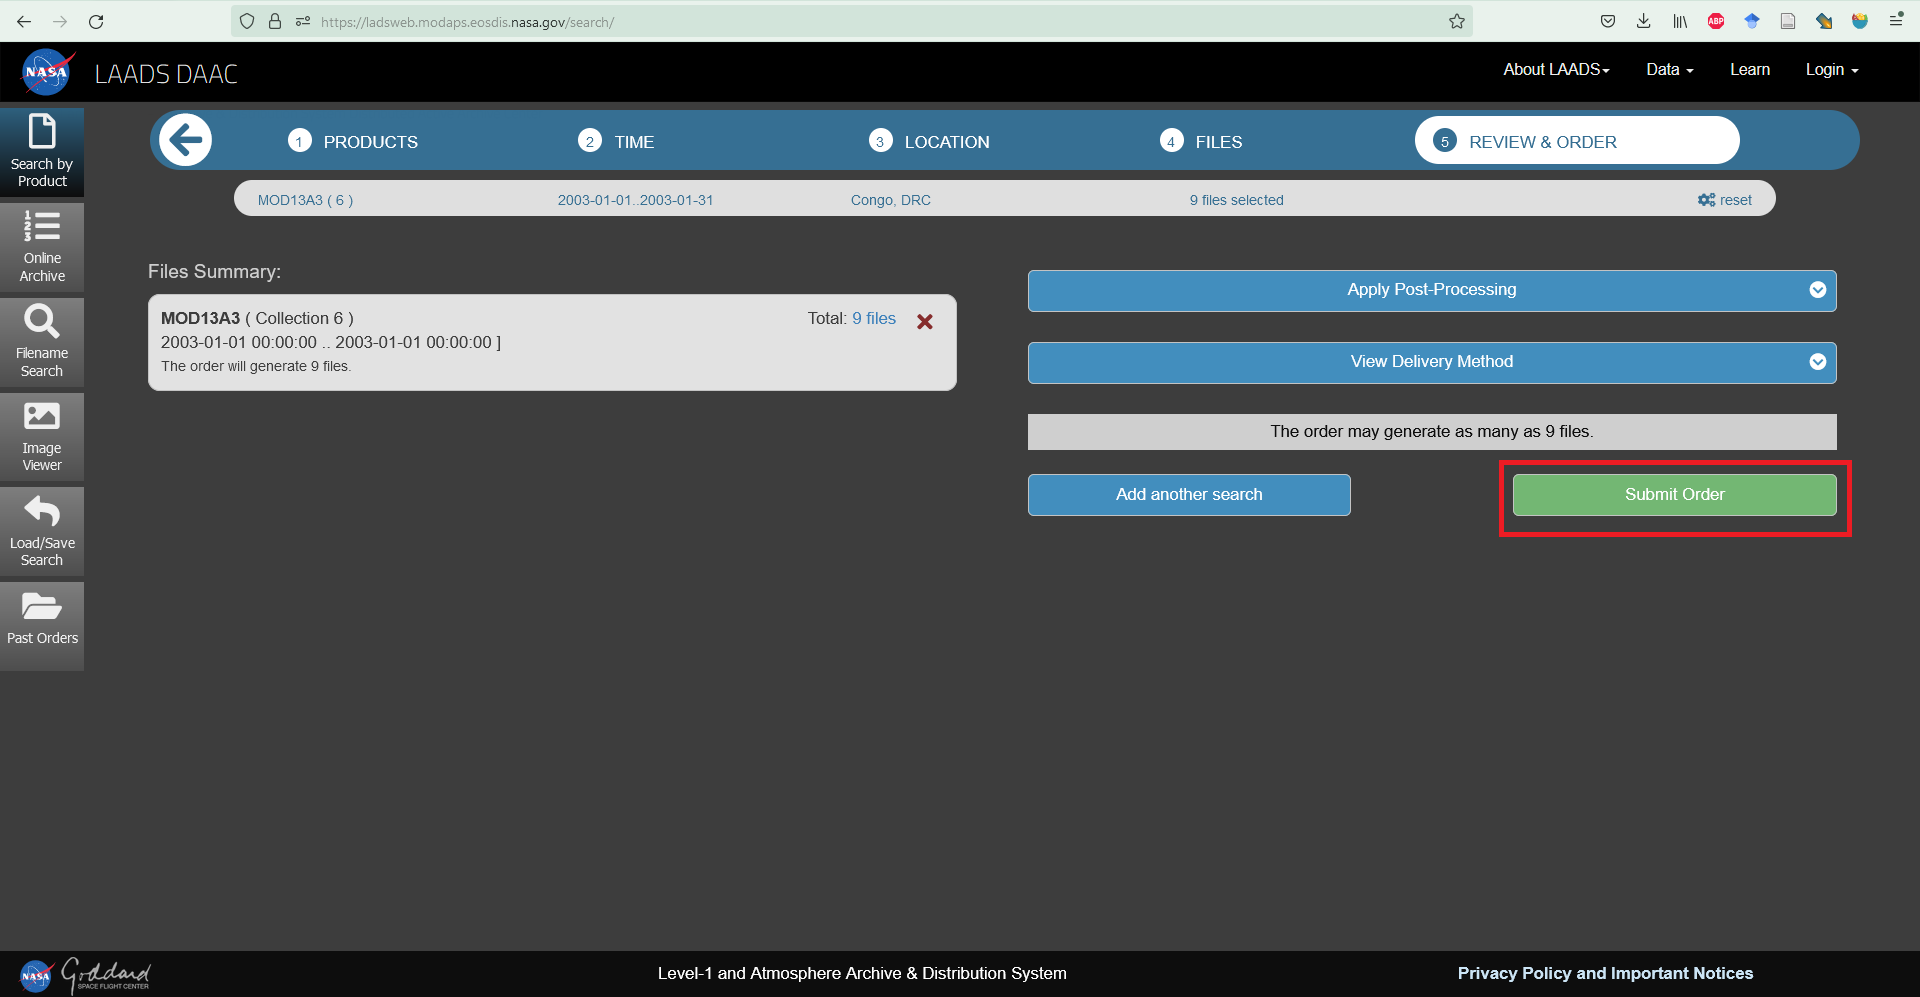 https://ladsweb.modaps.eosdis.nasa.gov/search/
ABP
NASA LAADS DAAC
About LAADS Data Learn Login
Search by
Product
1
2
3
Online
Archive
Filename
Search
Image
Viewer
Load/Save
Search
Past Orders
1 PRODUCTS 2 TIME 3 LOCATION 4 FILES 5 REVIEW & ORDER
MOD13A3 ( 6 ) 2003-01-01..2003-01-31 Congo, DRC 9 files selected reset
Files Summary:
MOD13A3 ( Collection 6 ) Total: 9 files
2003-01-01 00:00:00 .. 2003-01-01 00:00:00 ]
The order will generate 9 files.
Apply Post-Processing
View Delivery Method
The order may generate as many as 9 files.
Add another search Submit Order
NASA Goddard
SPACE FLIGHT CENTER
Level-1 and Atmosphere Archive & Distribution System
Privacy Policy and Important Notices